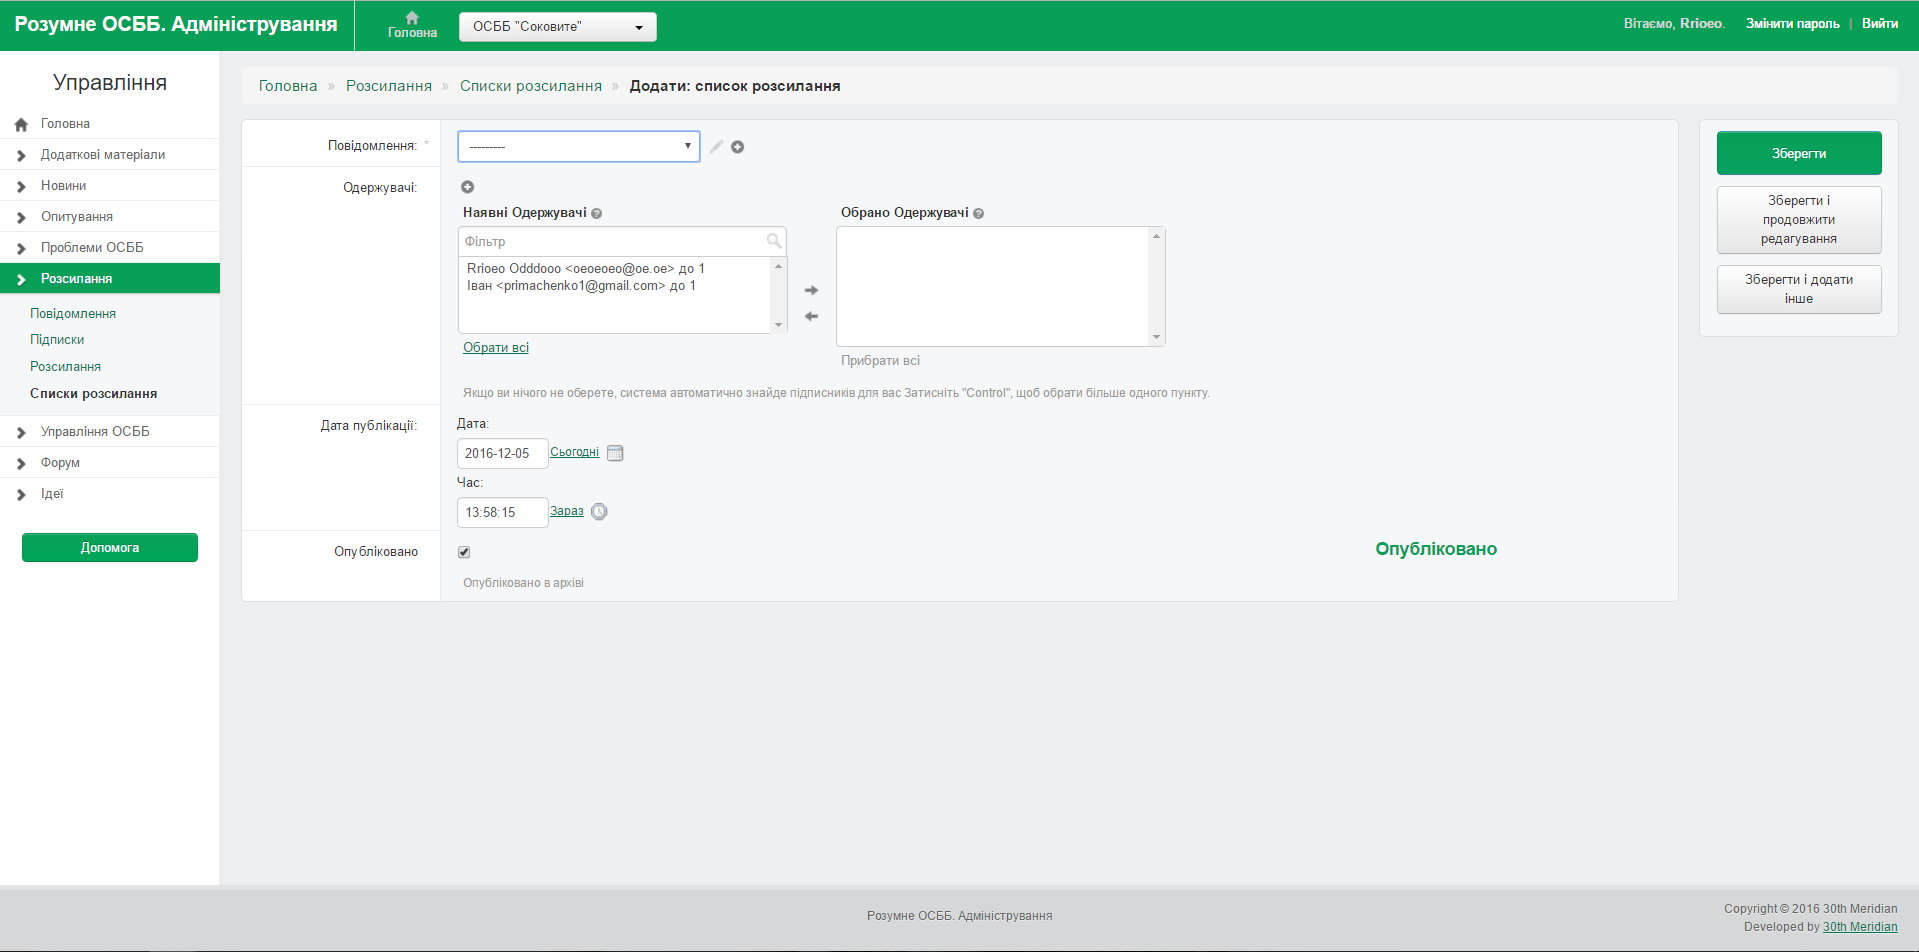 Розумне ОСББ. Адміністрування
Головна
ОСББ "Соковите"
Вітаємо, Rrioeo.
Змінити пароль | Вийти
Управління
Головна
Додаткові матеріали
Новини
Опитування
Проблеми ОСББ
Розсилання
Повідомлення
Підписки
Розсилання
Списки розсилання
Управління ОСББ
Форум
Ідеї
Допомога
Головна » Розсилання » Списки розсилання » Додати: список розсилання
Повідомлення: *
---------
Одержувачі:
Наявні Одержувачі
Фільтр
Rrioeo Odddooo <oeoeoeo@oe.oe> до 1
Іван <primachenko1@gmail.com> до 1
Обрати всі
Обрано Одержувачі
Прибрати всі
Якщо ви нічого не оберете, система автоматично знайде підписників для вас Затисніть "Control", щоб обрати більше одного пункту.
Дата публікації:
Дата:
2016-12-05 Сьогодні
Час:
13:58:15 Зараз
Опубліковано
Опубліковано
Опубліковано в архіві
Зберегти
Зберегти і
продовжити
редагування
Зберегти і додати
інше
Розумне ОСББ. Адміністрування
Copyright © 2016 30th Meridian
Developed by 30th Meridian